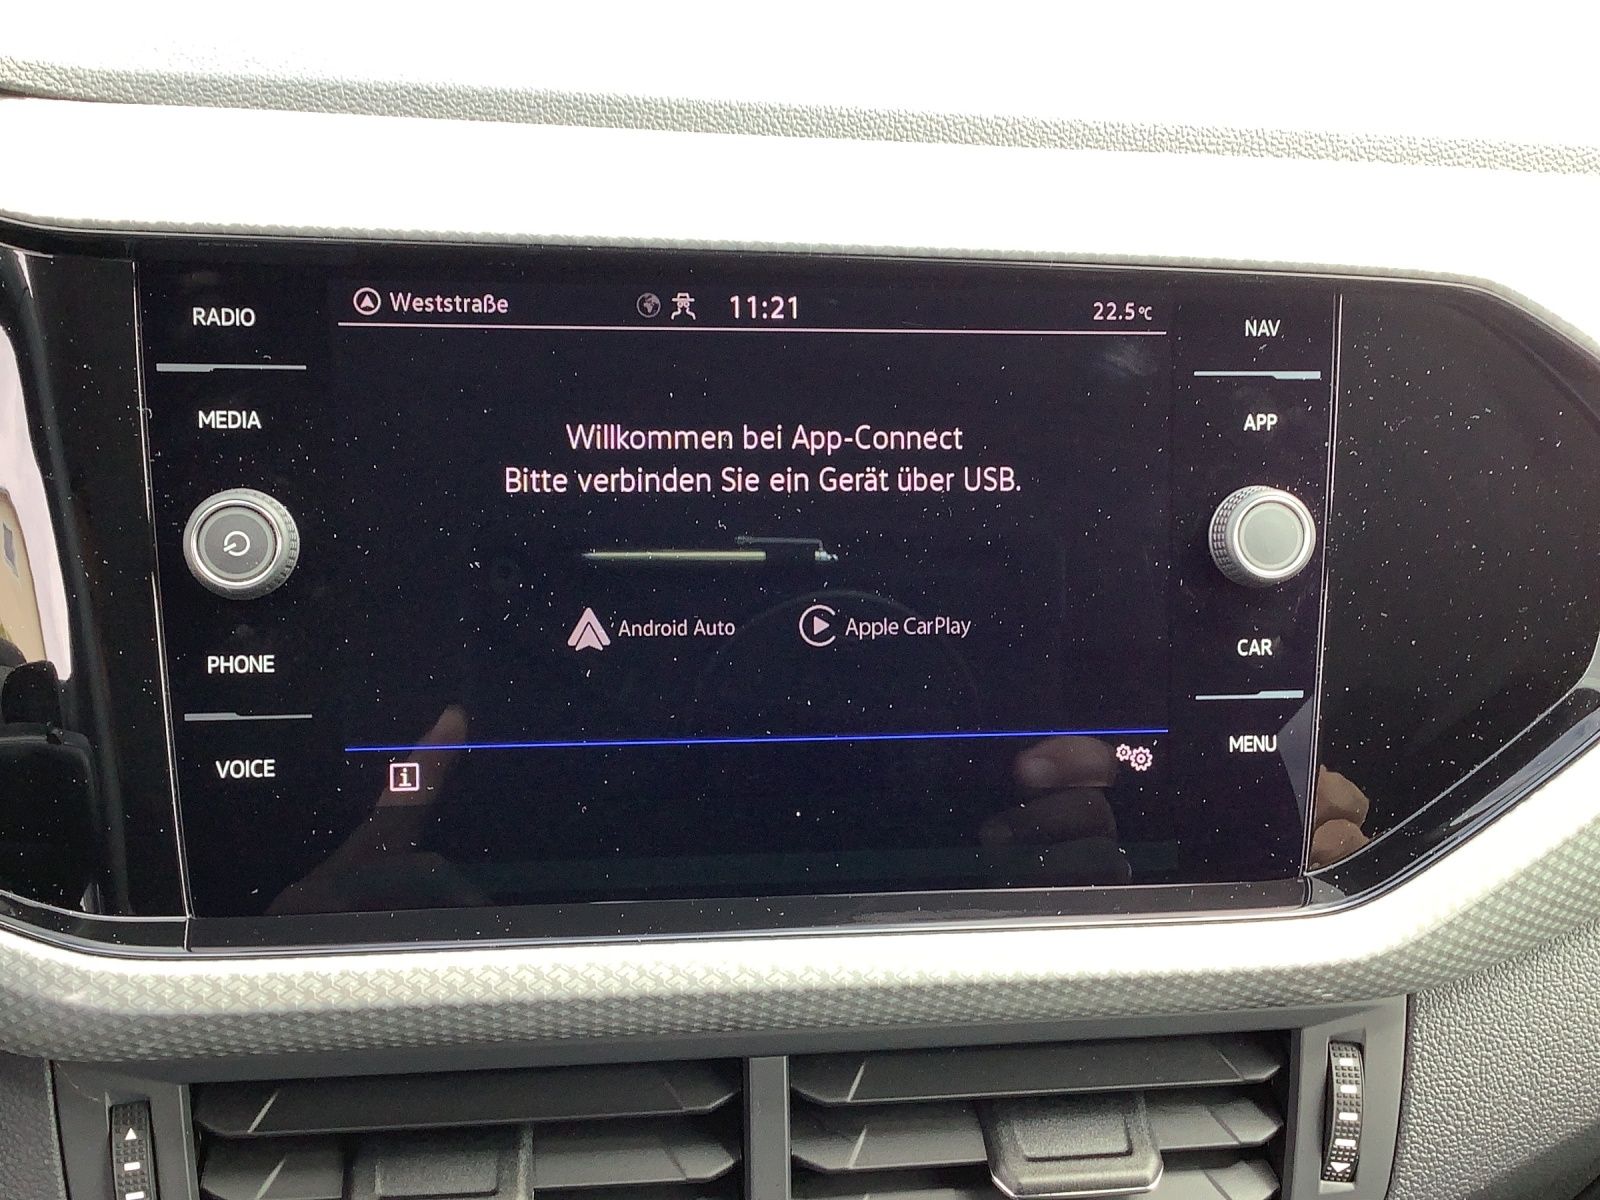 RADIO
MEDIA
PHONE
VOICE
Weststraße 11:21 22.5°C
Willkommen bei App-Connect
Bitte verbinden Sie ein Gerät über USB.
Android Auto Apple CarPlay
i
NAV
APP
CAR
MENU